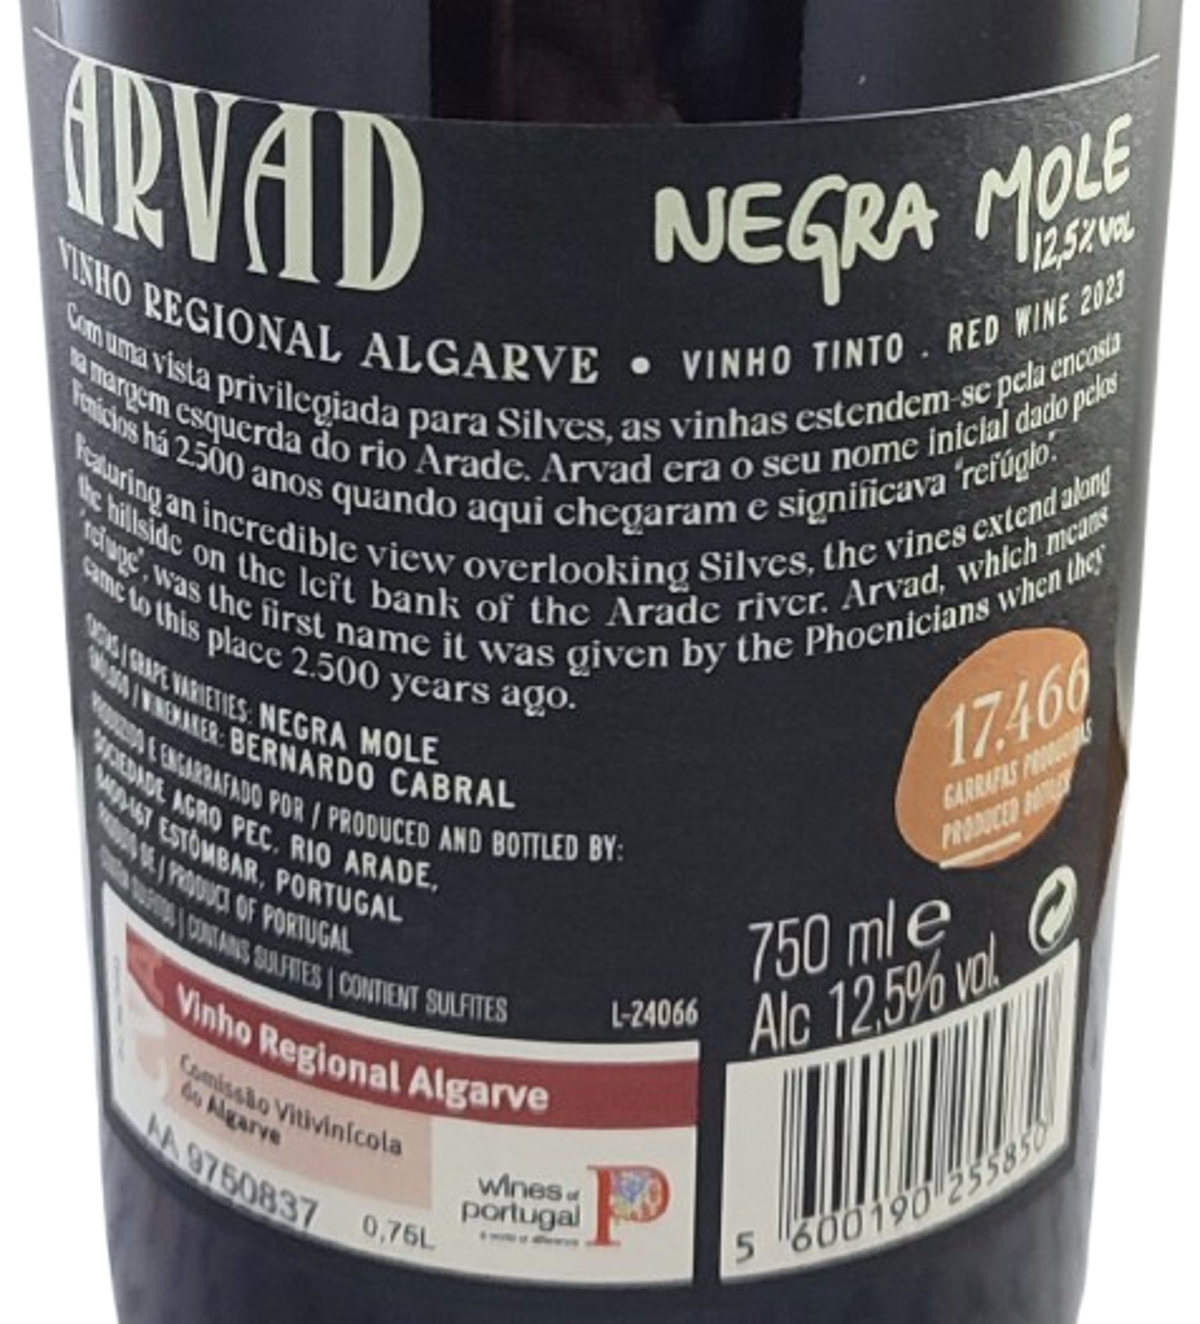 ARVAD
NEGRA MOLE
12,5% VOL
VINHO REGIONAL ALGARVE • VINHO TINTO . RED WINE 2023
Com uma vista privilegiada para Silves, as vinhas estendem-se pela encosta
na margem esquerda do rio Arade. Arvad era o seu nome inicial dado pelos
Fenícios há 2.500 anos quando aqui chegaram e significava "refúgio".
Featuring an incredible view overlooking Silves, the vines extend along
the hillside on the left bank of the Arade river. Arvad, which means
"refuge", was the first name it was given by the Phoenicians when they
came to this place 2.500 years ago.
CASTAS / GRAPE VARIETIES: NEGRA MOLE
ENÓLOGO / WINEMAKER: BERNARDO CABRAL
PRODUZIDO E ENGARRAFADO POR / PRODUCED AND BOTTLED BY:
SOCIEDADE AGRO PEC. RIO ARADE,
8400-167 ESTÔMBAR, PORTUGAL
PRODUTO DE / PRODUCT OF PORTUGAL
SULFITOS | CONTAINS SULFITES | CONTIENT SULFITES
L-24066
17.466
GARRAFAS PRODUZIDAS
PRODUCED BOTTLES
750 ml e
Alc 12,5% vol.
Vinho Regional Algarve
Comissão Vitivinícola
do Algarve
AA 9750837
0,75L
wines of
portugal
5 600190 255850